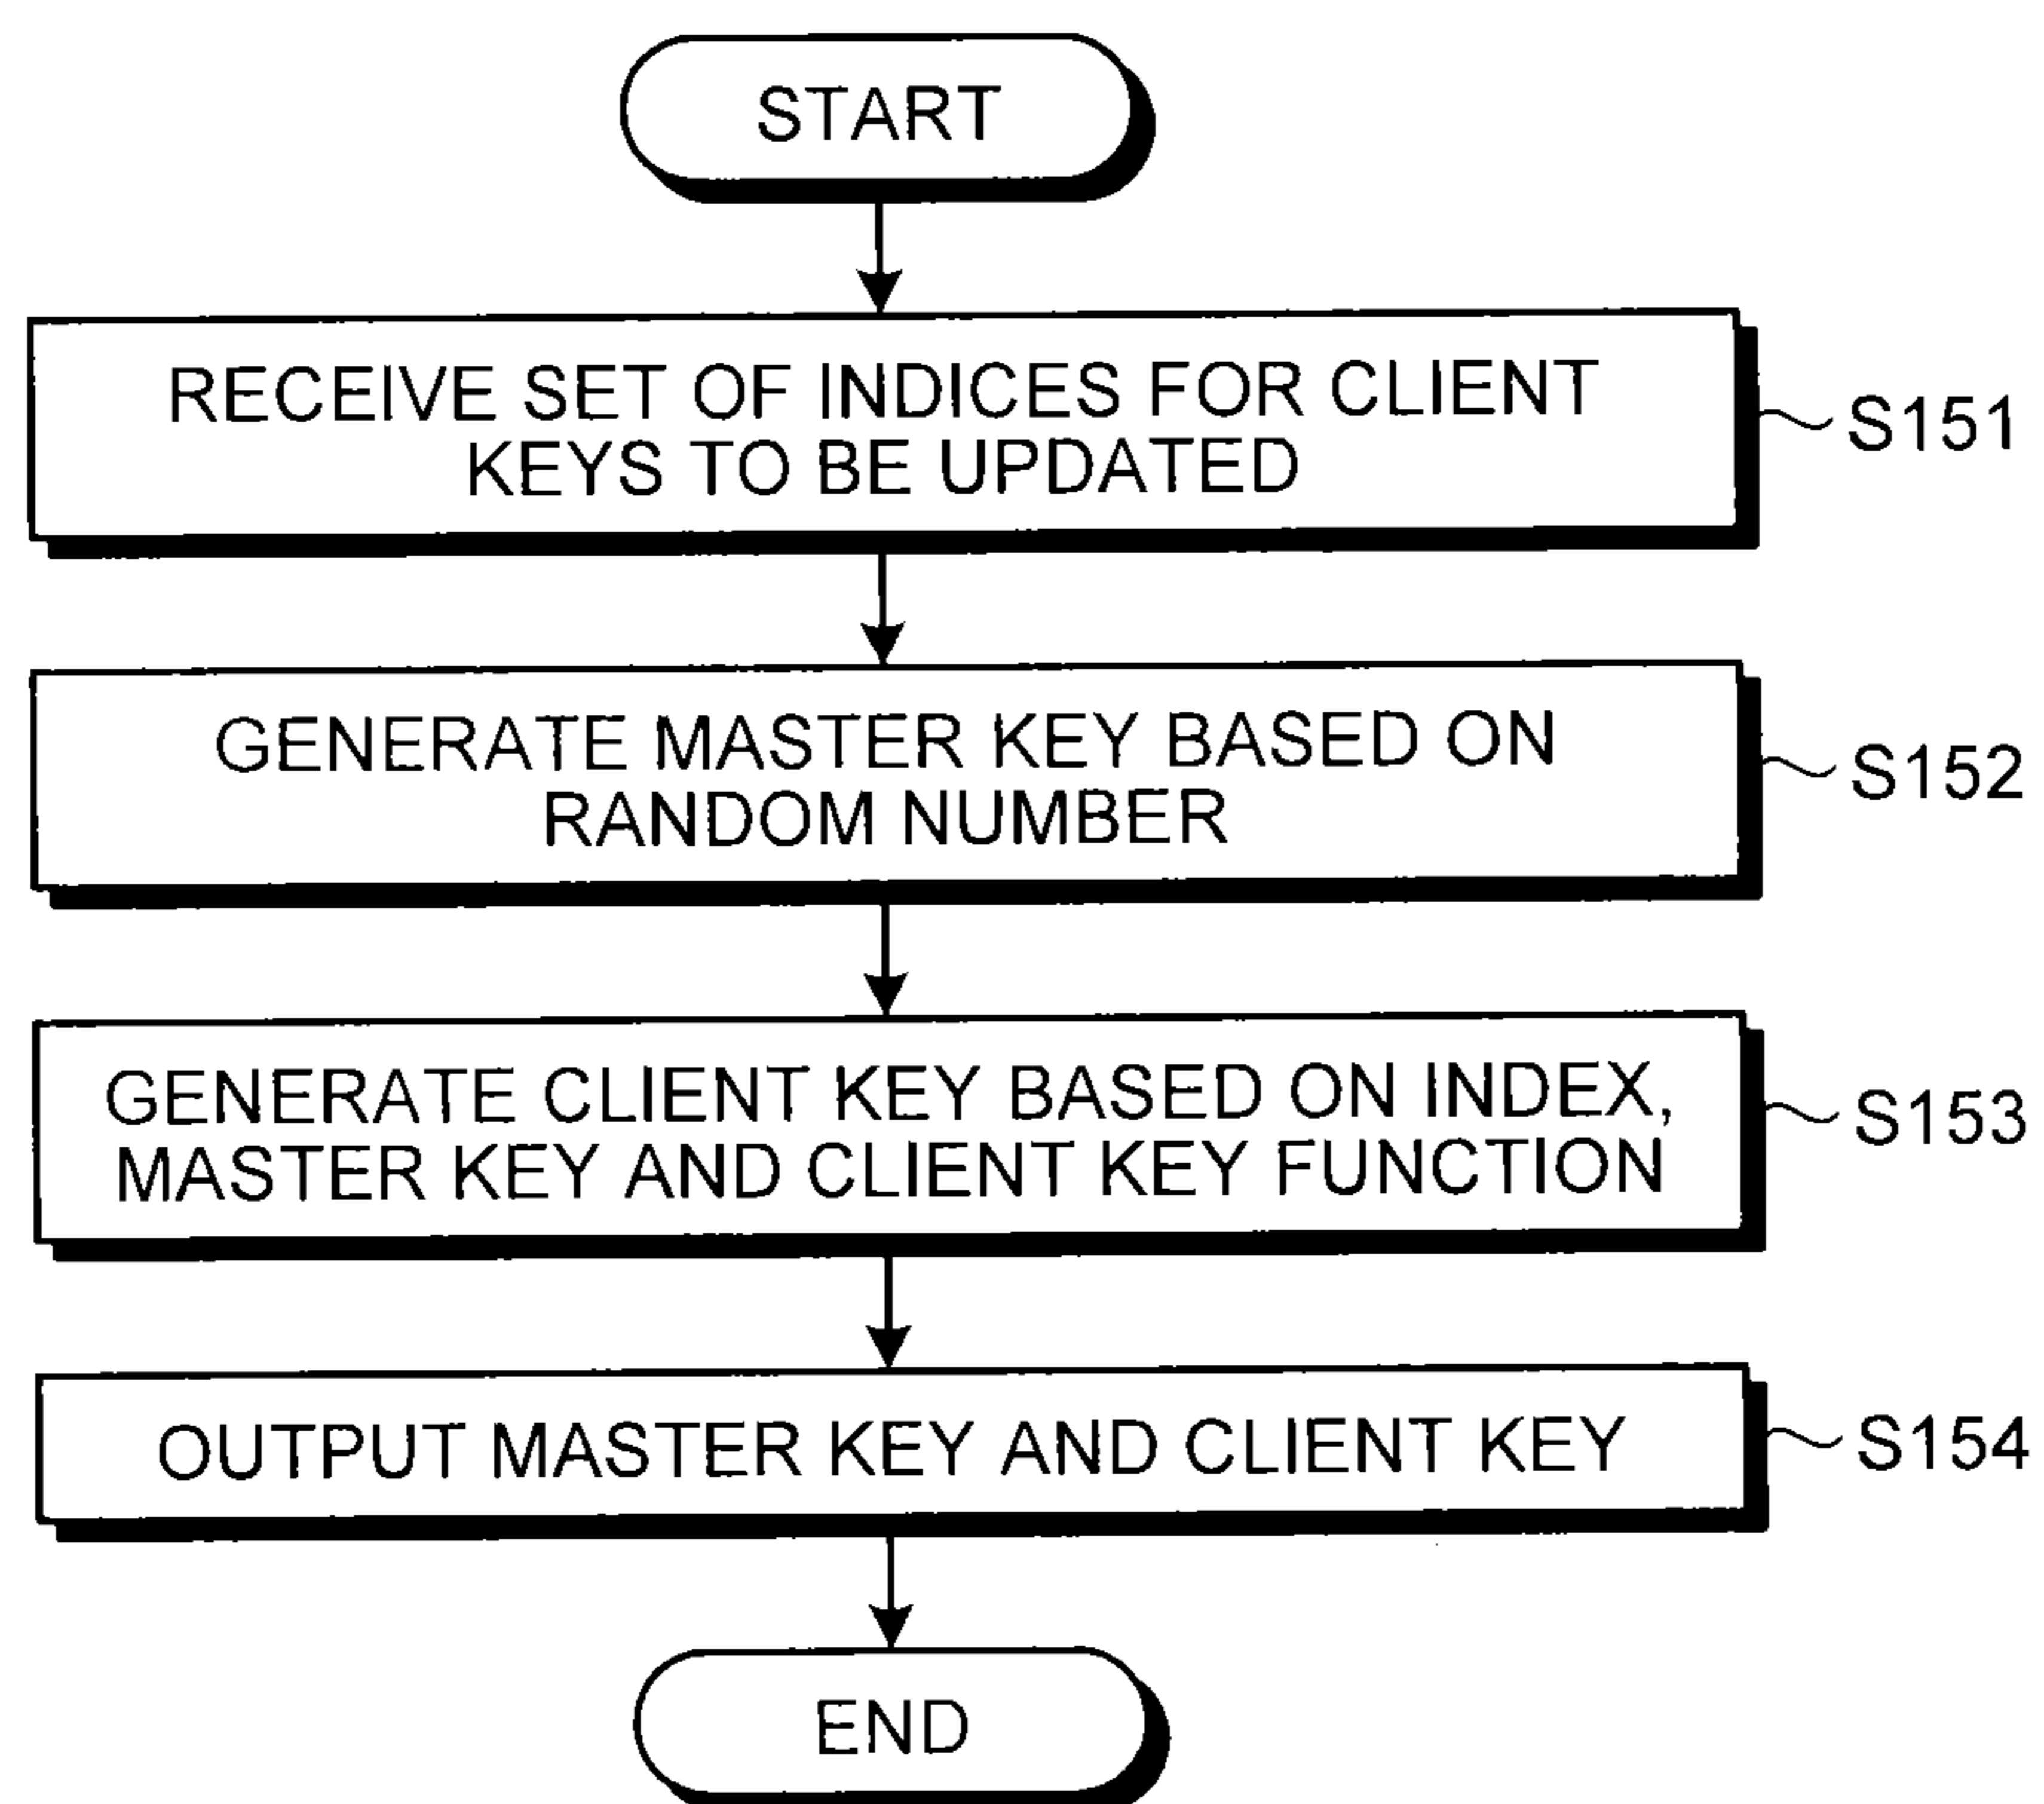 START
RECEIVE SET OF INDICES FOR CLIENT
KEYS TO BE UPDATED
S151
GENERATE MASTER KEY BASED ON
RANDOM NUMBER
S152
GENERATE CLIENT KEY BASED ON INDEX,
MASTER KEY AND CLIENT KEY FUNCTION
S153
OUTPUT MASTER KEY AND CLIENT KEY
S154
END